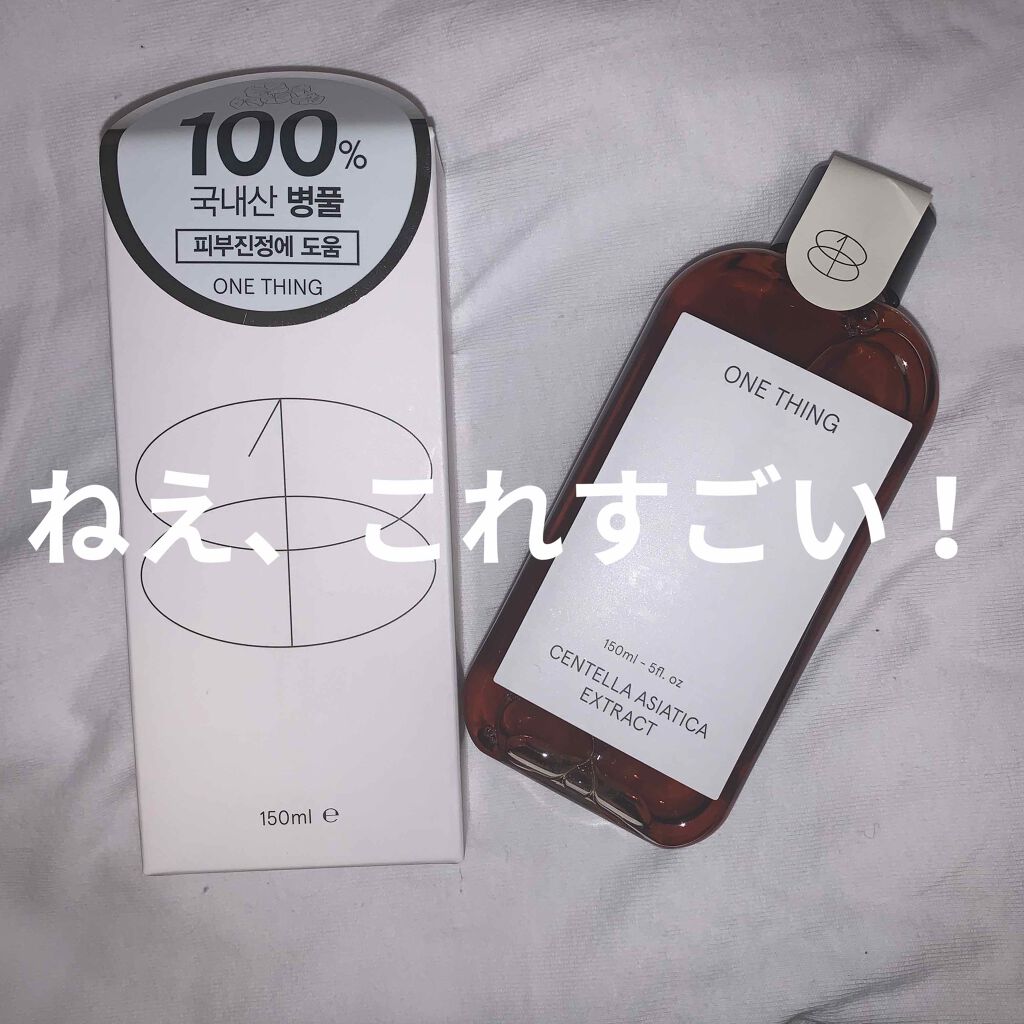 100%
국내산 병풀
피부진정에 도움
ONE THING
ONE THING
ねえ、これすごい！
150ml - 5fl. oz
CENTELLA ASIATICA
EXTRACT
150ml ℮